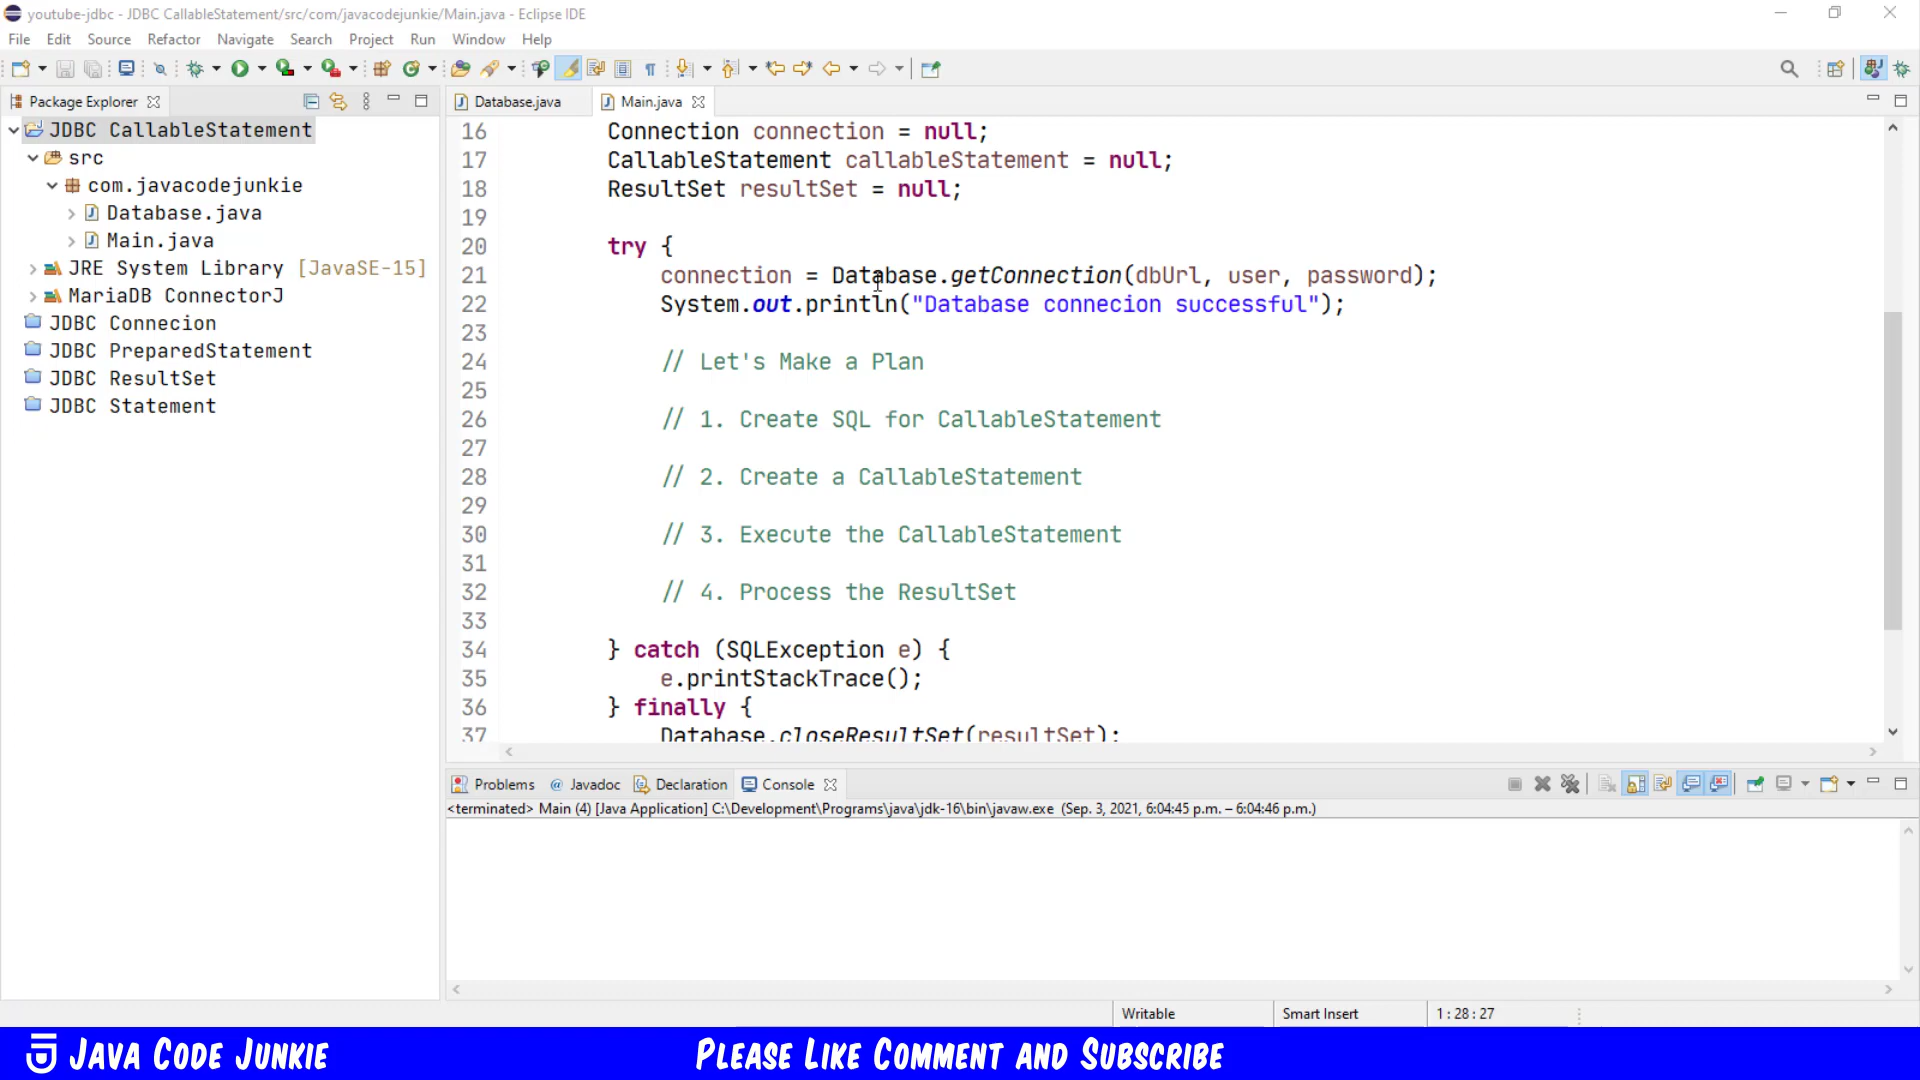 youtube-jdbc - JDBC CallableStatement/src/com/javacodejunkie/Main.java - Eclipse IDE
File Edit Source Refactor Navigate Search Project Run Window Help
Package Explorer
JDBC CallableStatement
src
com.javacodejunkie
Database.java
Main.java
JRE System Library [JavaSE-15]
MariaDB ConnectorJ
JDBC Connecion
JDBC PreparedStatement
JDBC ResultSet
JDBC Statement
Database.java Main.java
16 Connection connection = null;
17 CallableStatement callableStatement = null;
18 ResultSet resultSet = null;
19
20 try {
21 connection = Database.getConnection(dbUrl, user, password);
22 System.out.println("Database connecion successful");
23
24 // Let's Make a Plan
25
26 // 1. Create SQL for CallableStatement
27
28 // 2. Create a CallableStatement
29
30 // 3. Execute the CallableStatement
31
32 // 4. Process the ResultSet
33
34 } catch (SQLException e) {
35 e.printStackTrace();
36 } finally {
37 Database.closeResultSet(resultSet);
Problems Javadoc Declaration Console
<terminated> Main (4) [Java Application] C:\Development\Programs\java\jdk-16\bin\javaw.exe (Sep. 3, 2021, 6:04:45 p.m. – 6:04:46 p.m.)
Writable Smart Insert 1 : 28 : 27
JAVA CODE JUNKIE PLEASE LIKE COMMENT AND SUBSCRIBE